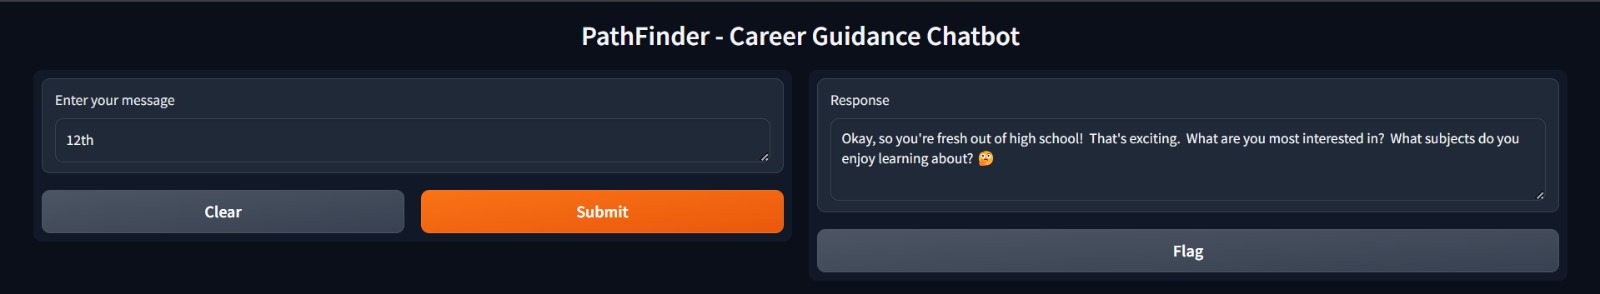 PathFinder - Career Guidance Chatbot
Enter your message
12th
Clear
Submit
Response
Okay, so you're fresh out of high school!  That's exciting.  What are you most interested in?  What subjects do you
enjoy learning about? 🤔
Flag